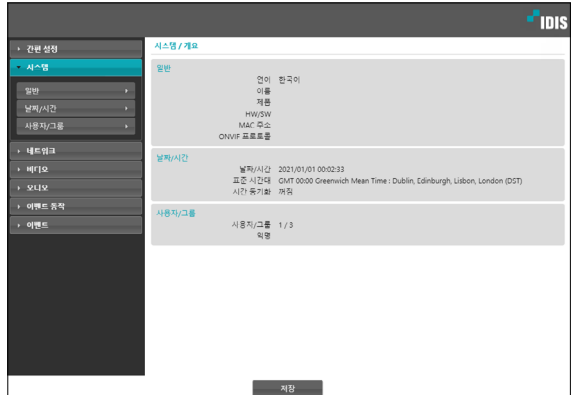 IDIS
간편 설정
시스템
일반
날짜/시간
사용자/그룹
네트워크
비디오
오디오
이벤트 동작
이벤트
시스템 / 개요
일반
언어 한국어
이름
제품
HW/SW
MAC 주소
ONVIF 프로토콜
날짜/시간
날짜/시간 2021/01/01 00:02:33
표준 시간대 GMT 00:00 Greenwich Mean Time : Dublin, Edinburgh, Lisbon, London (DST)
시간 동기화 꺼짐
사용자/그룹
사용자/그룹 1 / 3
익명
저장